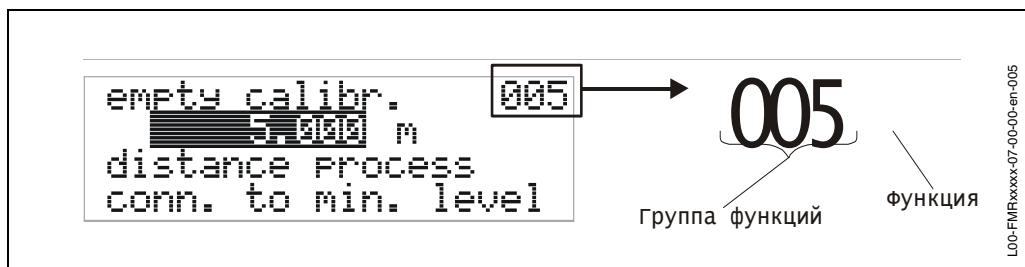 empty calibr. 005
5.000 m
distance process
conn. to min. level
005
Группа функций
Функция
L00-FMRxxxxx-07-00-00-en-005